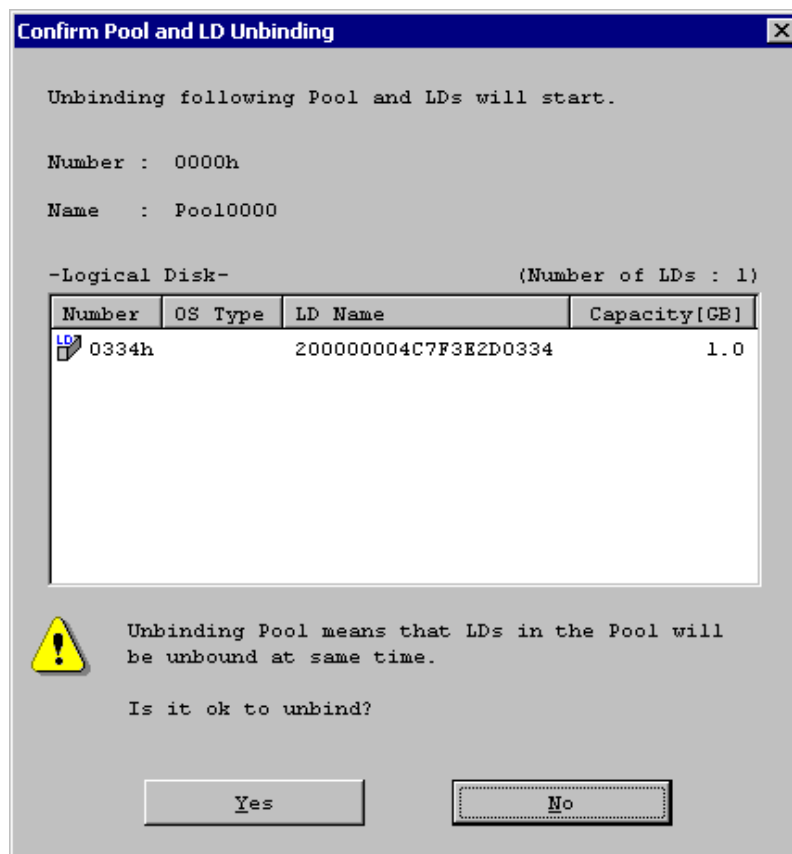 Confirm Pool and LD Unbinding
Unbinding following Pool and LDs will start.
Number : 0000h
Name : Pool0000
-Logical Disk- (Number of LDs : 1)
Number OS Type LD Name Capacity[GB]
LD 0334h 200000004C7F3E2D0334 1.0
Unbinding Pool means that LDs in the Pool will
be unbound at same time.
Is it ok to unbind?
Yes No